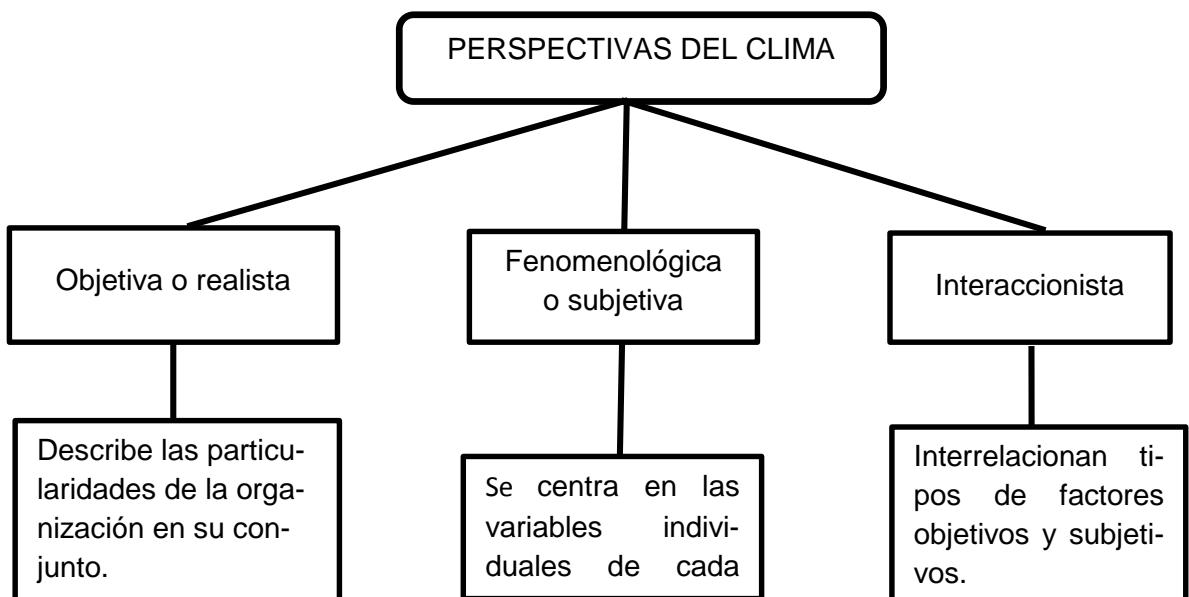 PERSPECTIVAS DEL CLIMA
Objetiva o realista
Fenomenológica
o subjetiva
Interaccionista
Describe las particu-
laridades de la orga-
nización en su con-
junto.
Se centra en las
variables indivi-
duales de cada
Interrelacionan ti-
pos de factores
objetivos y subjeti-
vos.